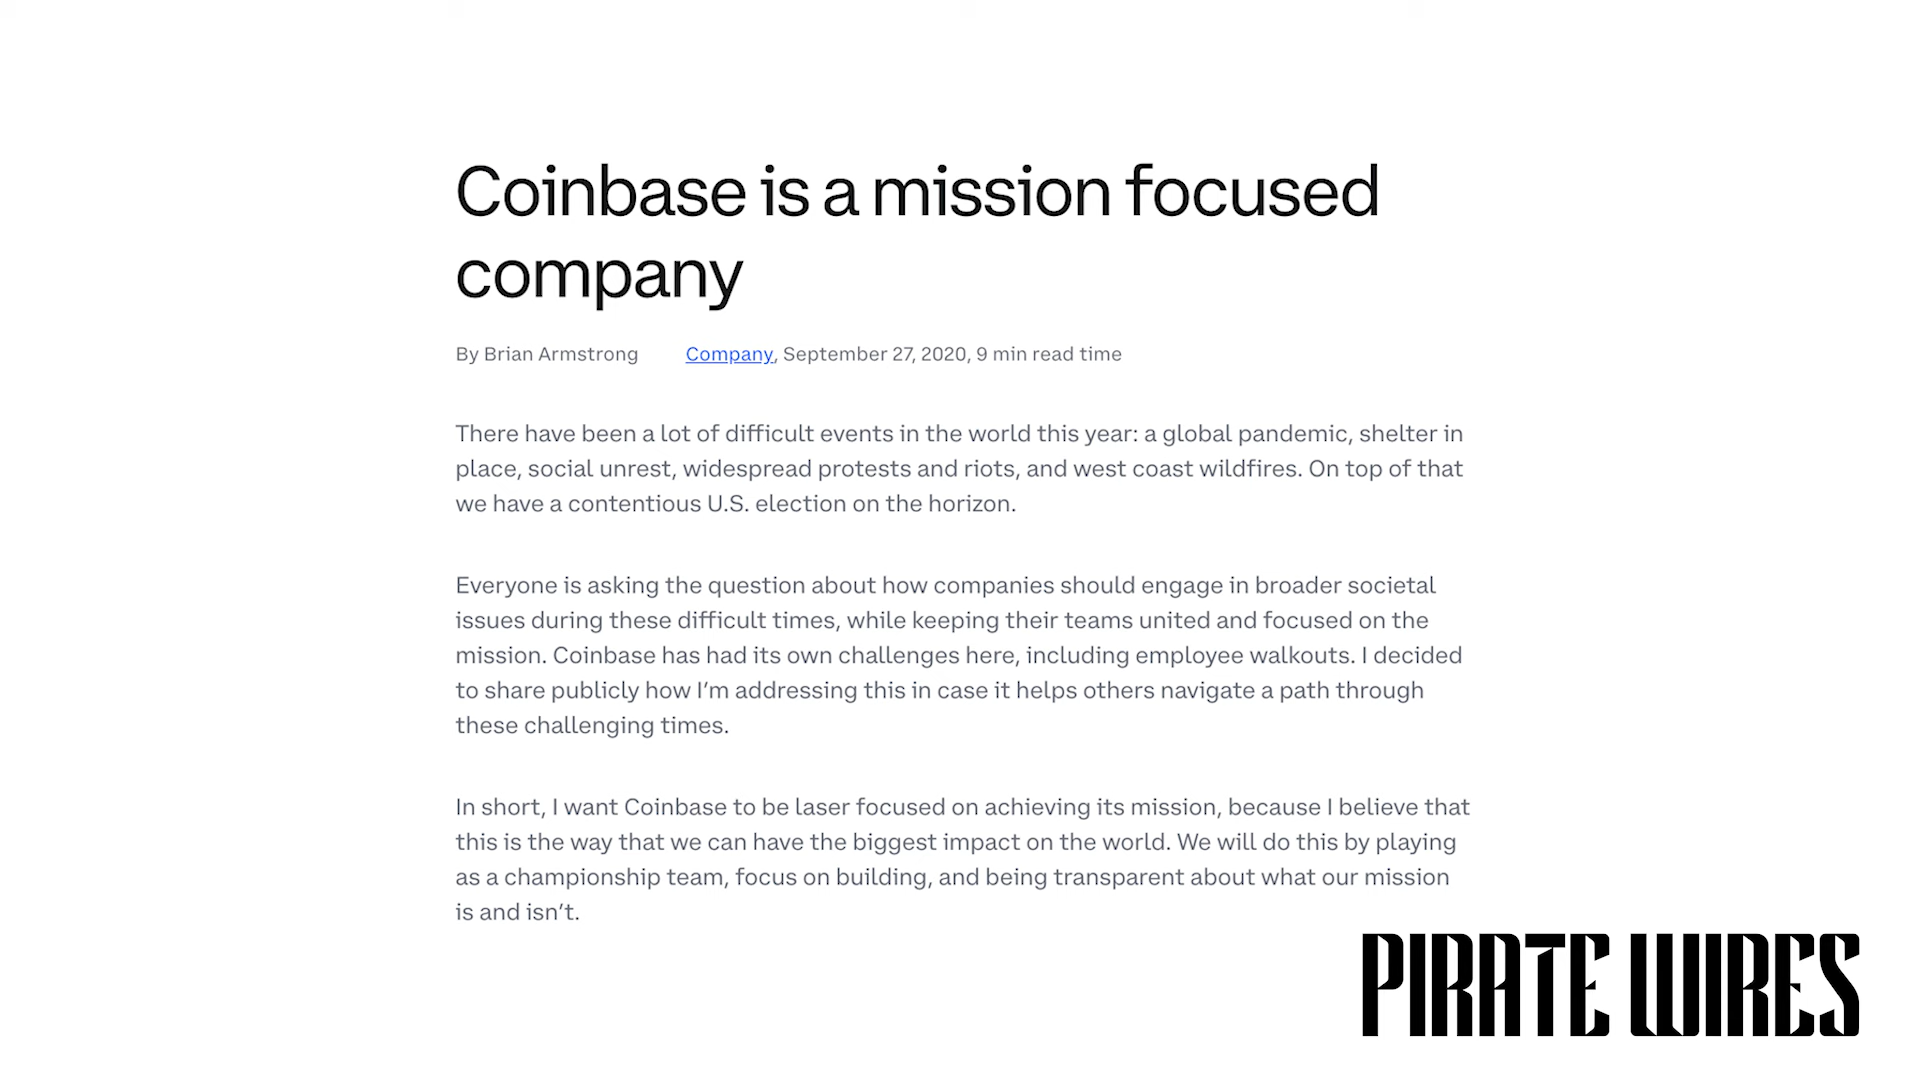 Coinbase is a mission focused
company
By Brian Armstrong Company, September 27, 2020, 9 min read time
There have been a lot of difficult events in the world this year: a global pandemic, shelter in
place, social unrest, widespread protests and riots, and west coast wildfires. On top of that
we have a contentious U.S. election on the horizon.
Everyone is asking the question about how companies should engage in broader societal
issues during these difficult times, while keeping their teams united and focused on the
mission. Coinbase has had its own challenges here, including employee walkouts. I decided
to share publicly how I’m addressing this in case it helps others navigate a path through
these challenging times.
In short, I want Coinbase to be laser focused on achieving its mission, because I believe that
this is the way that we can have the biggest impact on the world. We will do this by playing
as a championship team, focus on building, and being transparent about what our mission
is and isn’t.
PIRATE WIRES